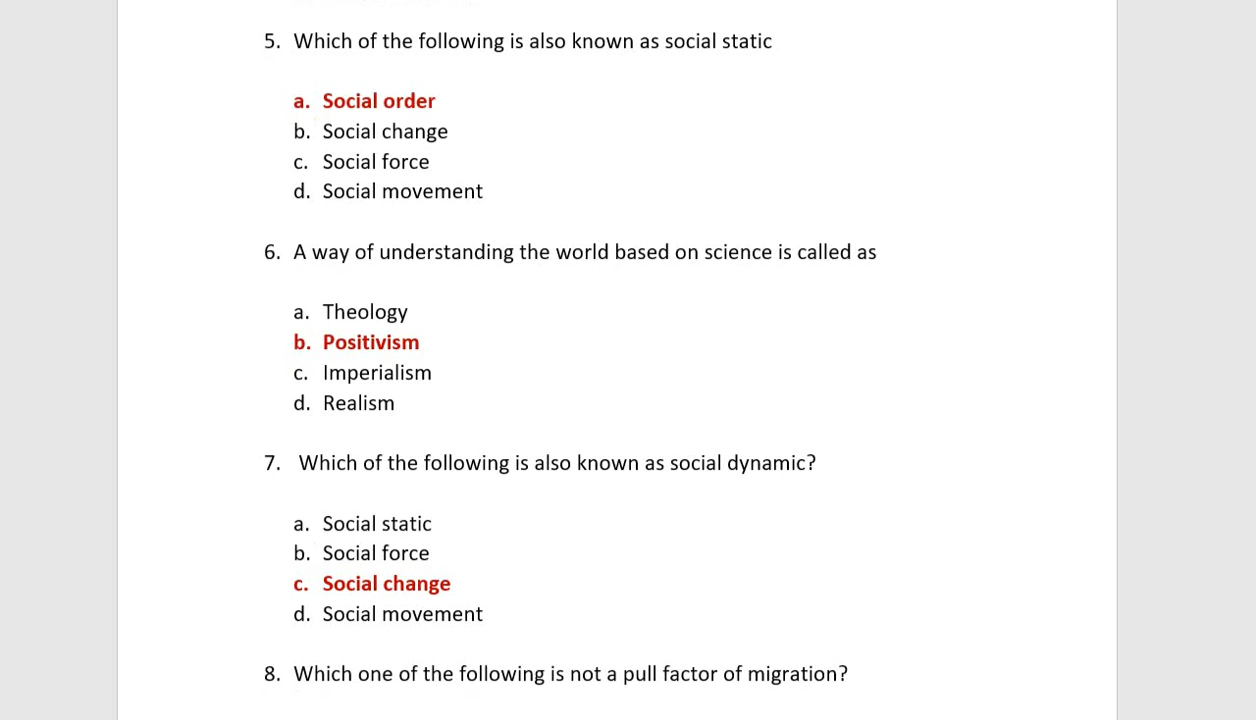 5. Which of the following is also known as social static
a. Social order
b. Social change
c. Social force
d. Social movement
6. A way of understanding the world based on science is called as
a. Theology
b. Positivism
c. Imperialism
d. Realism
7. Which of the following is also known as social dynamic?
a. Social static
b. Social force
c. Social change
d. Social movement
8. Which one of the following is not a pull factor of migration?